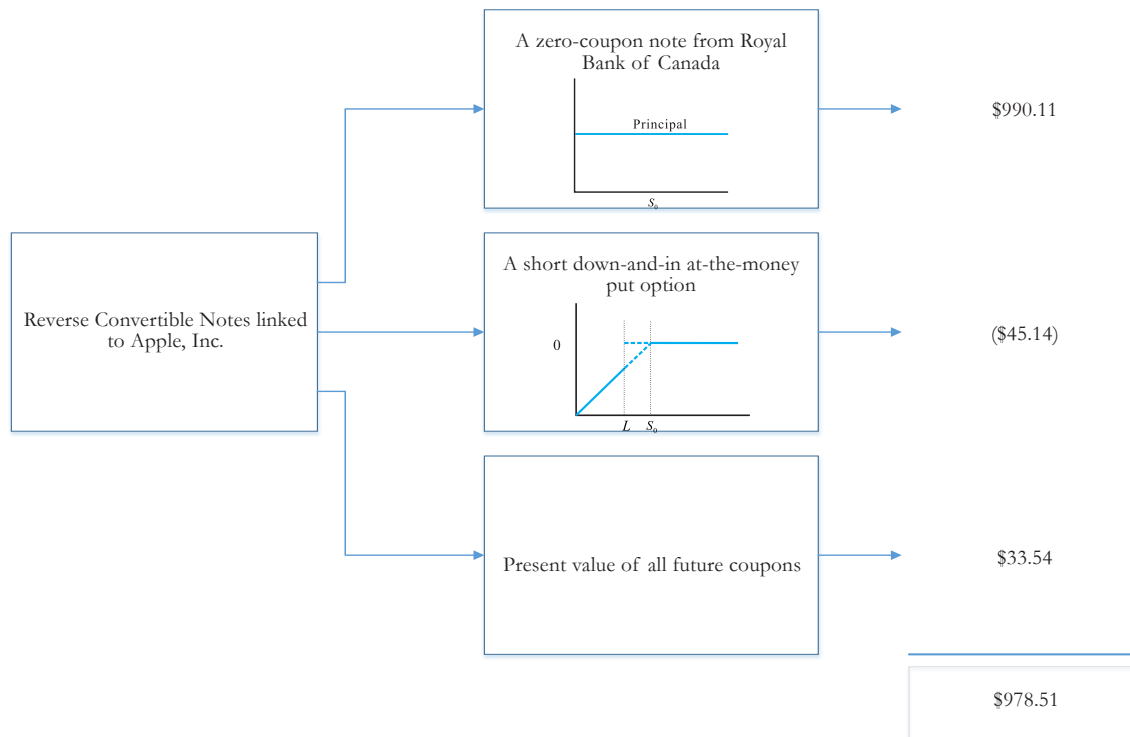 A zero-coupon note from Royal
Bank of Canada
Principal
S₀
$990.11
Reverse Convertible Notes linked
to Apple, Inc.
A short down-and-in at-the-money
put option
0
L S₀
($45.14)
Present value of all future coupons
$33.54
$978.51